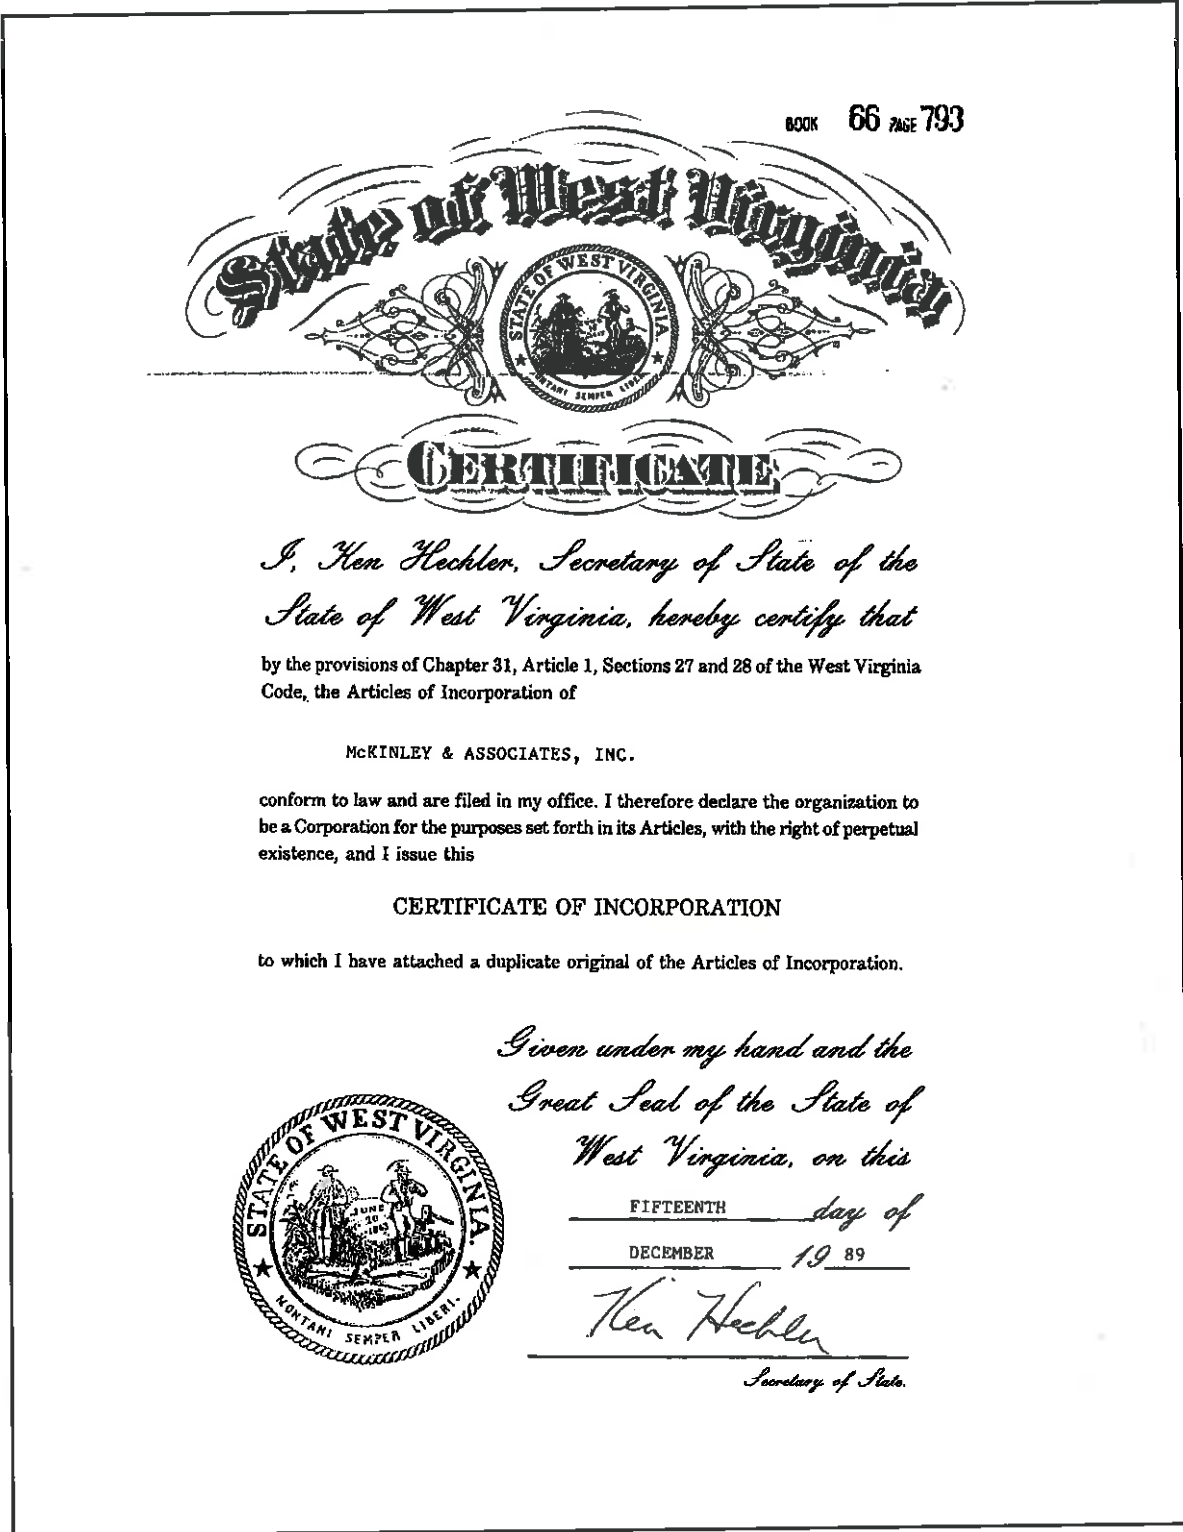 BOOK 66 PAGE 793
State of West Virginia
STATE OF WEST VIRGINIA
MONTANI SEMPER LIBERI
CERTIFICATE
I, Ken Hechler, Secretary of State of the
State of West Virginia, hereby certify that
by the provisions of Chapter 31, Article 1, Sections 27 and 28 of the West Virginia
Code, the Articles of Incorporation of
McKINLEY & ASSOCIATES, INC.
conform to law and are filed in my office. I therefore declare the organization to
be a Corporation for the purposes set forth in its Articles, with the right of perpetual
existence, and I issue this
CERTIFICATE OF INCORPORATION
to which I have attached a duplicate original of the Articles of Incorporation.
Given under my hand and the
Great Seal of the State of
West Virginia, on this
FIFTEENTH day of
DECEMBER 19 89
Ken Hechler
Secretary of State.
STATE OF WEST VIRGINIA.
JUNE
20
1863
MONTANI SEMPER LIBERI.